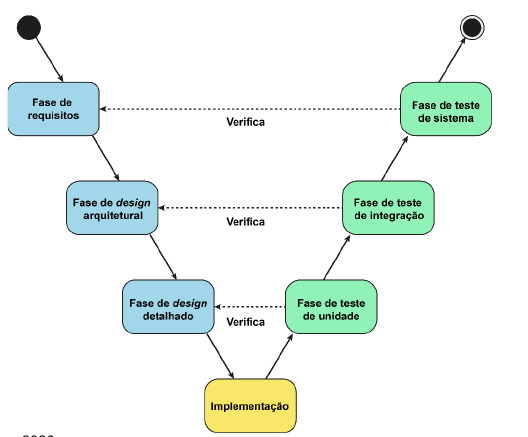 Fase de
requisitos
Fase de teste
de sistema
Verifica
Fase de design
arquitetural
Fase de teste
de integração
Verifica
Fase de design
detalhado
Fase de teste
de unidade
Verifica
Implementação